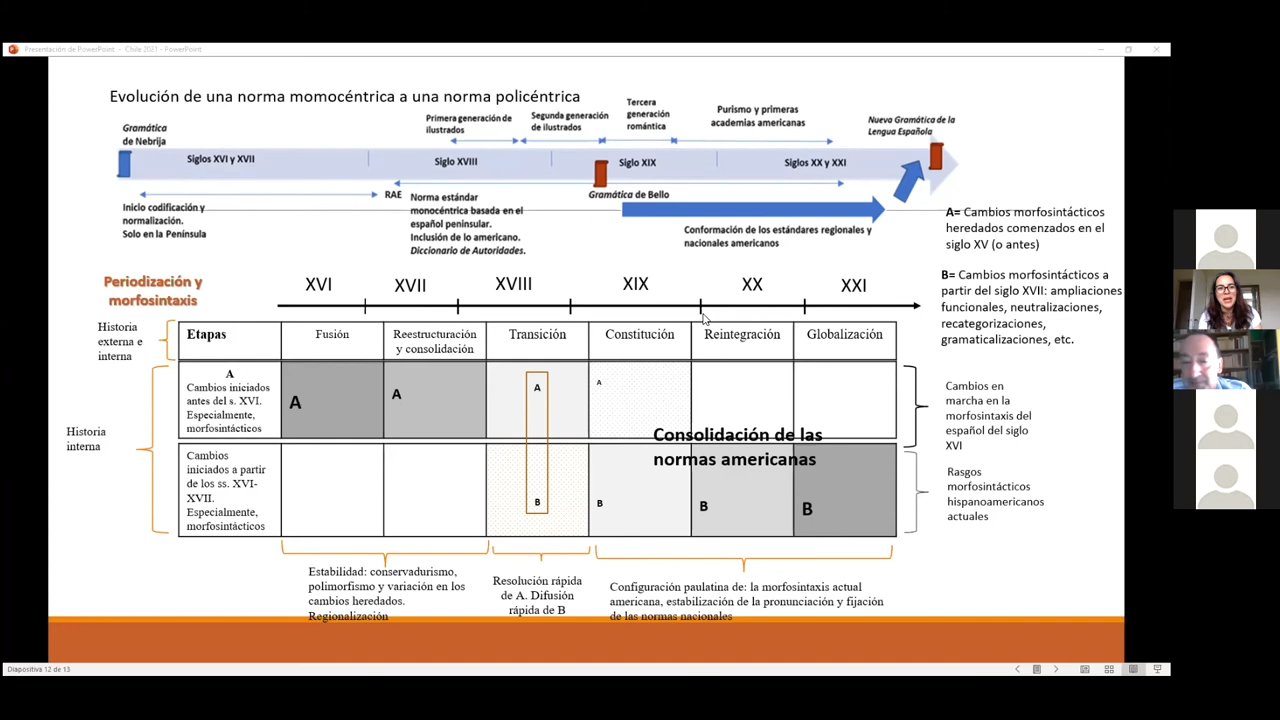 Presentación de PowerPoint - Chile 2021 - PowerPoint
Evolución de una norma momocéntrica a una norma policéntrica
Gramática
de Nebrija
Primera generación de
ilustrados
Segunda generación
de ilustrados
Tercera
generación
romántica
Purismo y primeras
academias americanas
Nueva Gramática de la
Lengua Española
Siglos XVI y XVII
Siglo XVIII
Siglo XIX
Siglos XX y XXI
Inicio codificación y
normalización.
Solo en la Península
RAE
Norma estándar
monocéntrica basada en el
español peninsular.
Inclusión de lo americano.
Diccionario de Autoridades.
Gramática de Bello
Conformación de los estándares regionales y
nacionales americanos
A= Cambios morfosintácticos
heredados comenzados en el
siglo XV (o antes)
B= Cambios morfosintácticos a
partir del siglo XVII: ampliaciones
funcionales, neutralizaciones,
recategorizaciones,
gramaticalizaciones, etc.
Periodización y
morfosintaxis
XVI
XVII
XVIII
XIX
XX
XXI
Historia
externa e
interna
Etapas
Fusión
Reestructuración
y consolidación
Transición
Constitución
Reintegración
Globalización
Historia
interna
A
Cambios iniciados
antes del s. XVI.
Especialmente,
morfosintácticos
A
A
A
A
Cambios
iniciados a partir
de los ss. XVI-
XVII.
Especialmente,
morfosintácticos
B
B
B
B
Consolidación de las
normas americanas
Cambios en
marcha en la
morfosintaxis del
español del siglo
XVI
Rasgos
morfosintácticos
hispanoamericanos
actuales
Estabilidad: conservadurismo,
polimorfismo y variación en los
cambios heredados.
Regionalización
Resolución rápida
de A. Difusión
rápida de B
Configuración paulatina de: la morfosintaxis actual
americana, estabilización de la pronunciación y fijación
de las normas nacionales
Diapositiva 12 de 13